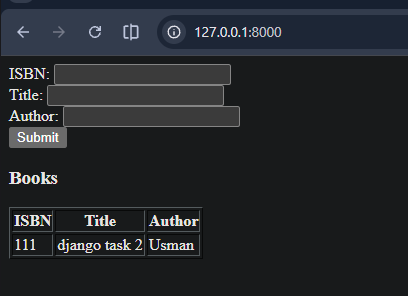 127.0.0.1:8000
ISBN:
Title:
Author:
Submit
Books
ISBN Title Author
111 django task 2 Usman